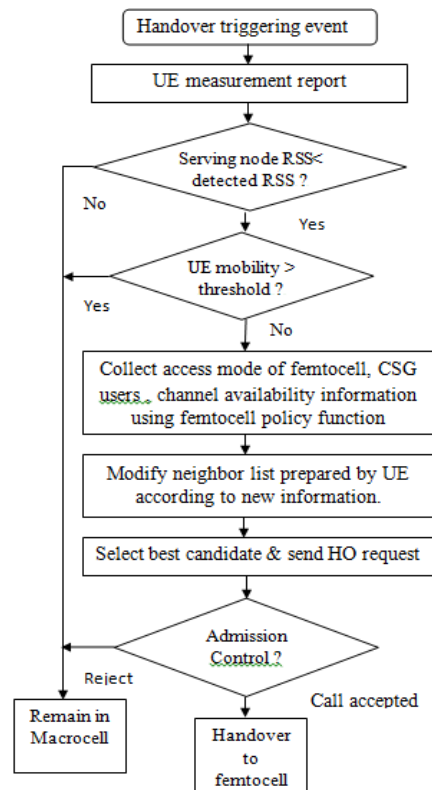 Handover triggering event
UE measurement report
Serving node RSS<
detected RSS ?
No
Yes
UE mobility >
threshold ?
Yes
No
Collect access mode of femtocell, CSG
users , channel availability information
using femtocell policy function
Modify neighbor list prepared by UE
according to new information.
Select best candidate & send HO request
Admission
Control ?
Reject
Call accepted
Remain in
Macrocell
Handover
to
femtocell